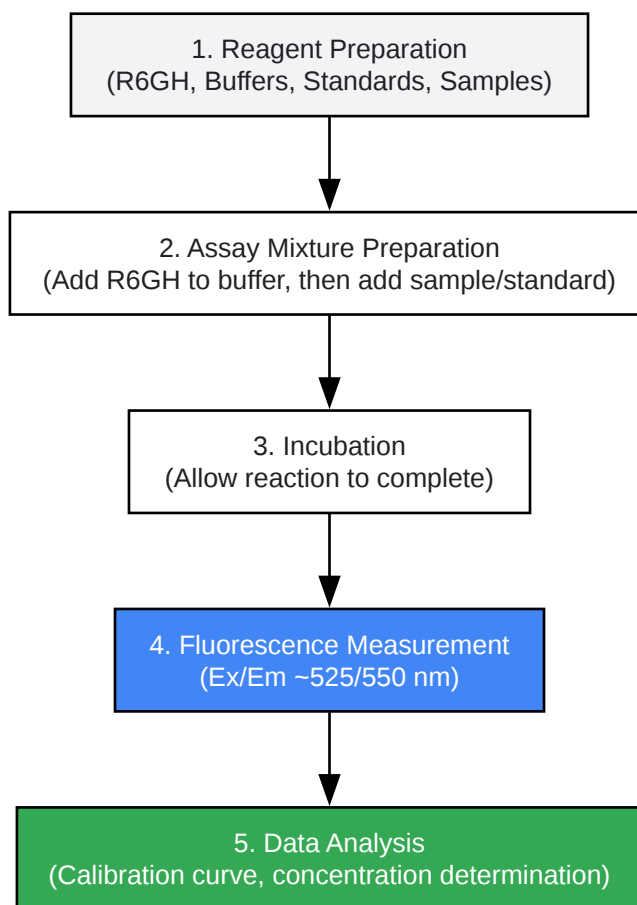 1. Reagent Preparation
(R6GH, Buffers, Standards, Samples)
2. Assay Mixture Preparation
(Add R6GH to buffer, then add sample/standard)
3. Incubation
(Allow reaction to complete)
4. Fluorescence Measurement
(Ex/Em ~525/550 nm)
5. Data Analysis
(Calibration curve, concentration determination)